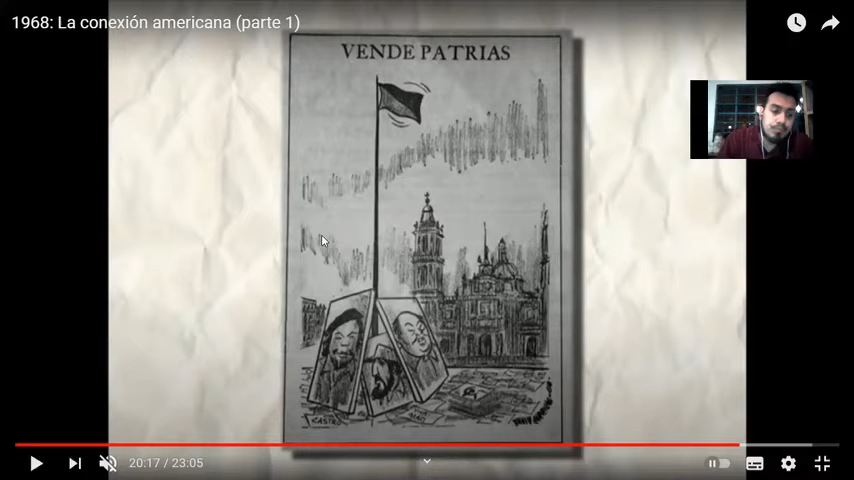 1968: La conexión americana (parte 1)
VENDE PATRIAS
CASTRO
20:17 / 23:05